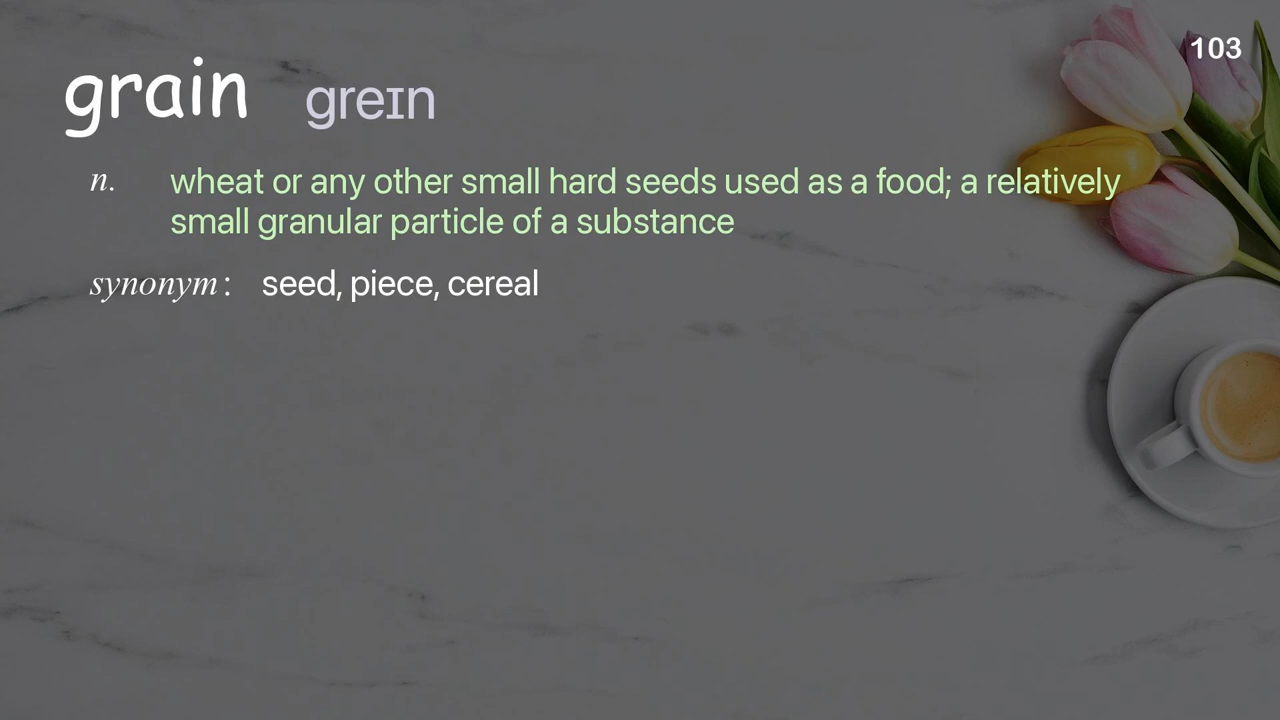 103
grain greɪn
n. wheat or any other small hard seeds used as a food; a relatively
small granular particle of a substance
synonym: seed, piece, cereal